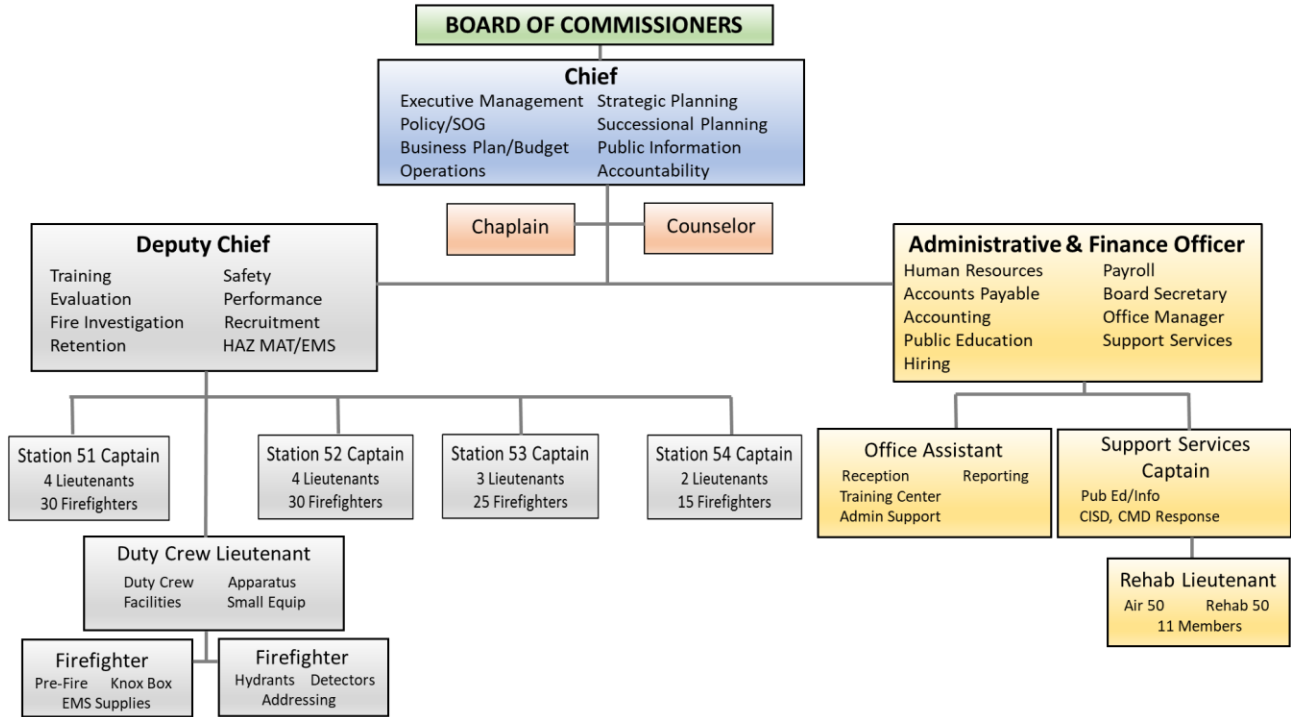 BOARD OF COMMISSIONERS
Chief
Executive Management Strategic Planning
Policy/SOG Successional Planning
Business Plan/Budget Public Information
Operations Accountability
Chaplain
Counselor
Deputy Chief
Training Safety
Evaluation Performance
Fire Investigation Recruitment
Retention HAZ MAT/EMS
Administrative & Finance Officer
Human Resources Payroll
Accounts Payable Board Secretary
Accounting Office Manager
Public Education Support Services
Hiring
Station 51 Captain
4 Lieutenants
30 Firefighters
Station 52 Captain
4 Lieutenants
30 Firefighters
Station 53 Captain
3 Lieutenants
25 Firefighters
Station 54 Captain
2 Lieutenants
15 Firefighters
Office Assistant
Reception Reporting
Training Center
Admin Support
Support Services
Captain
Pub Ed/Info
CISD, CMD Response
Duty Crew Lieutenant
Duty Crew Apparatus
Facilities Small Equip
Rehab Lieutenant
Air 50 Rehab 50
11 Members
Firefighter
Pre-Fire Knox Box
EMS Supplies
Firefighter
Hydrants Detectors
Addressing